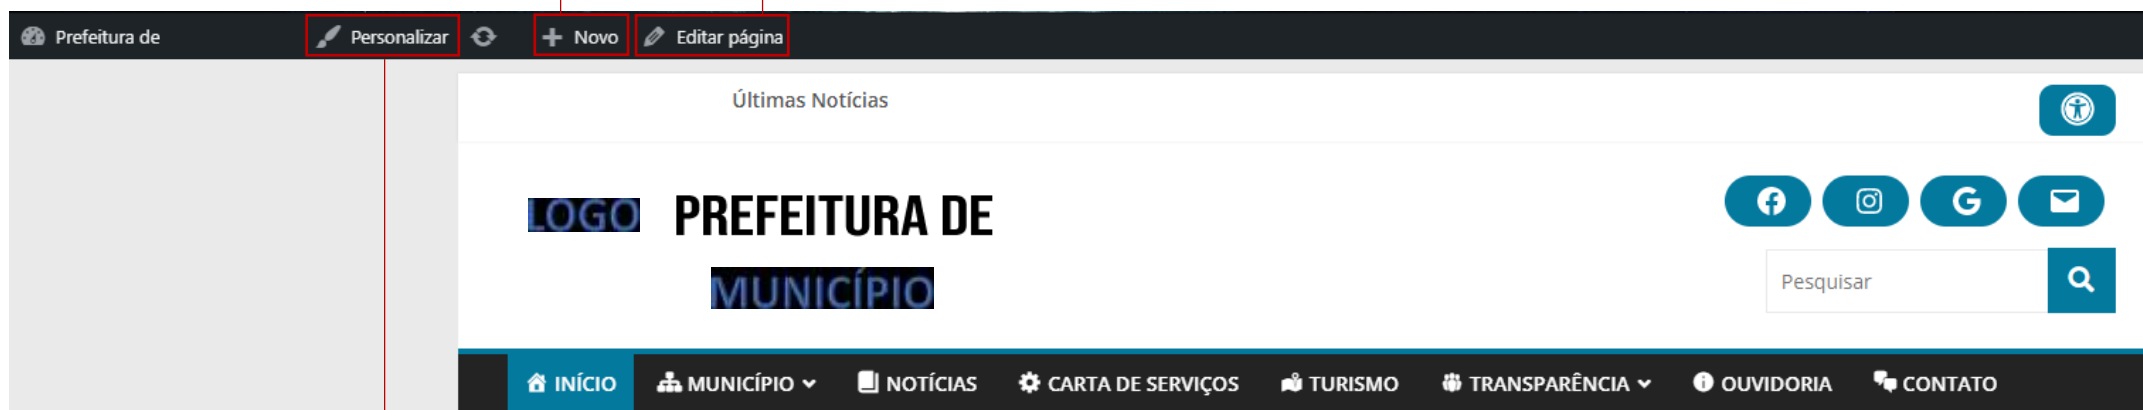 Prefeitura de Personalizar Novo Editar página
Últimas Notícias
LOGO PREFEITURA DE
MUNICÍPIO
Pesquisar
INÍCIO MUNICÍPIO NOTÍCIAS CARTA DE SERVIÇOS TURISMO TRANSPARÊNCIA OUVIDORIA CONTATO